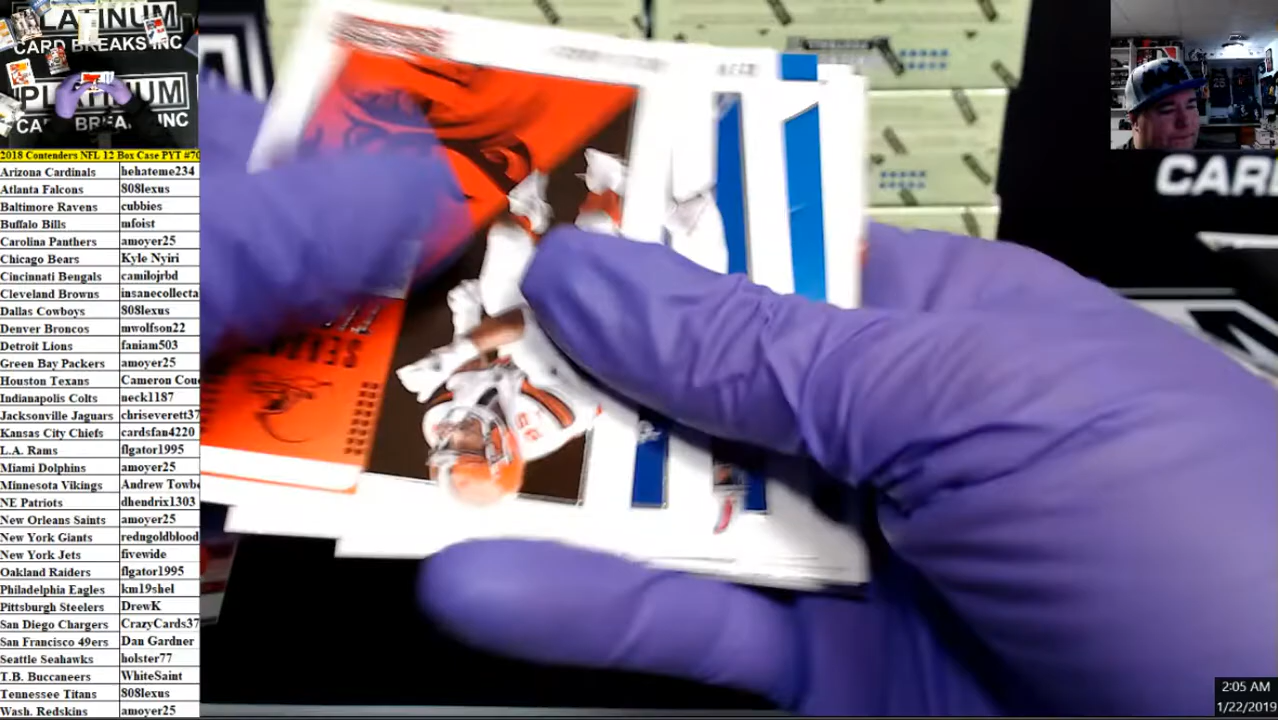 PLATINUM
CARD BREAKS INC
PLATINUM
CARD BREAKS INC
2018 Contenders NFL 12 Box Case PYT #70
Arizona Cardinals behateme234
Atlanta Falcons 808lexus
Baltimore Ravens cubbies
Buffalo Bills mfoist
Carolina Panthers amoyer25
Chicago Bears Kyle Nyiri
Cincinnati Bengals camilojrbd
Cleveland Browns insanecollecta
Dallas Cowboys 808lexus
Denver Broncos mwolfson22
Detroit Lions faniam503
Green Bay Packers amoyer25
Houston Texans Cameron Cou
Indianapolis Colts neck1187
Jacksonville Jaguars chriseverett37
Kansas City Chiefs cardsfan4220
L.A. Rams flgator1995
Miami Dolphins amoyer25
Minnesota Vikings Andrew Towbe
NE Patriots dhendrix1303
New Orleans Saints amoyer25
New York Giants redngoldblood
New York Jets fivewide
Oakland Raiders flgator1995
Philadelphia Eagles km19shel
Pittsburgh Steelers DrewK
San Diego Chargers CrazyCards37
San Francisco 49ers Dan Gardner
Seattle Seahawks holster77
T.B. Buccaneers WhiteSaint
Tennessee Titans 808lexus
Wash. Redskins amoyer25
CARD
2:05 AM
1/22/2019